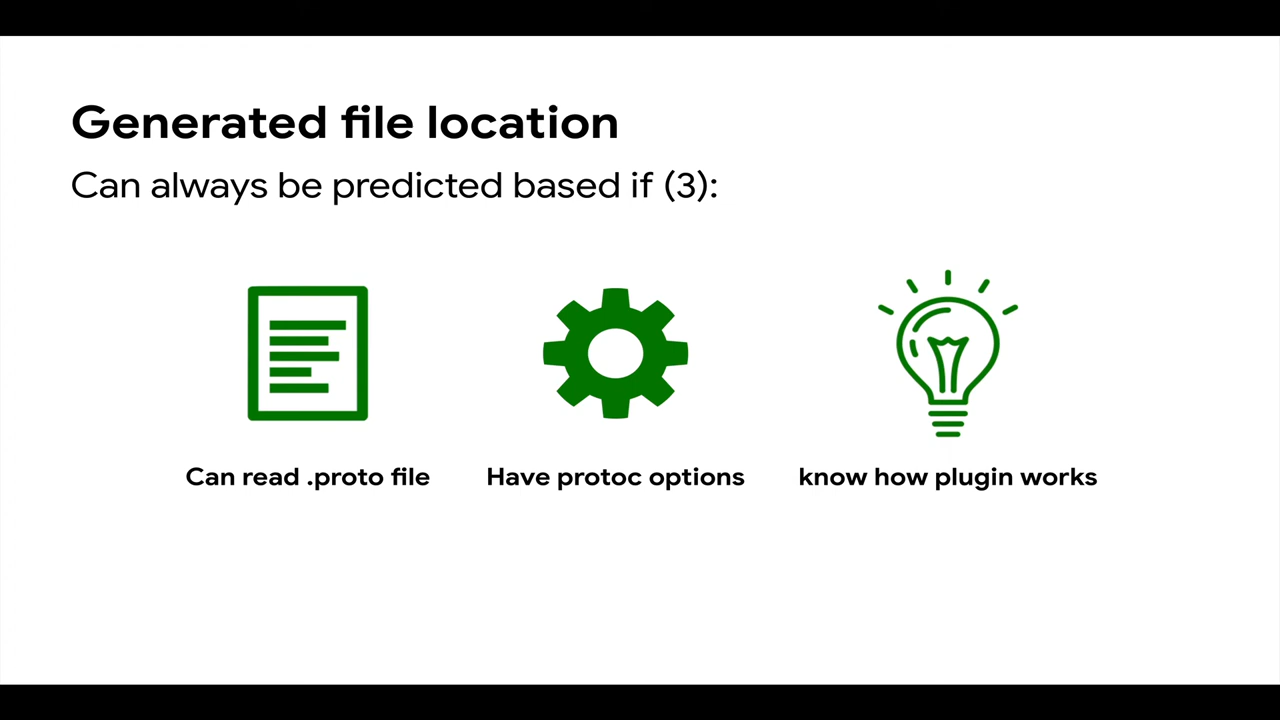 Generated file location
Can always be predicted based if (3):
Can read .proto file
Have protoc options
know how plugin works